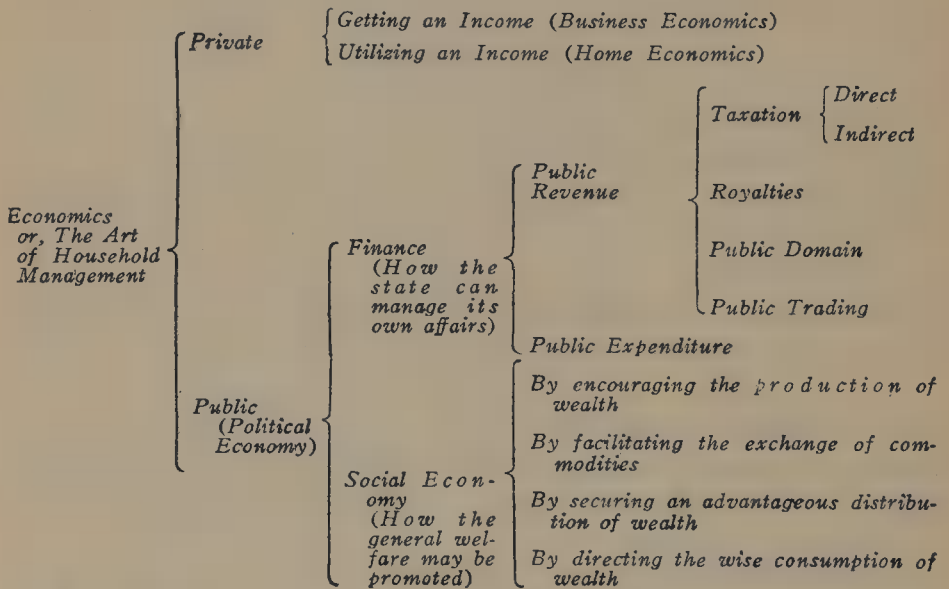 Economics
or, The Art
of Household
Management
Private
Getting an Income (Business Economics)
Utilizing an Income (Home Economics)
Public
(Political
Economy)
Finance
(How the
state can
manage its
own affairs)
Public
Revenue
Taxation
Direct
Indirect
Royalties
Public Domain
Public Trading
Public Expenditure
Social Econ-
omy
(How the
general wel-
fare may be
promoted)
By encouraging the production of
wealth
By facilitating the exchange of com-
modities
By securing an advantageous distribu-
tion of wealth
By directing the wise consumption of
wealth